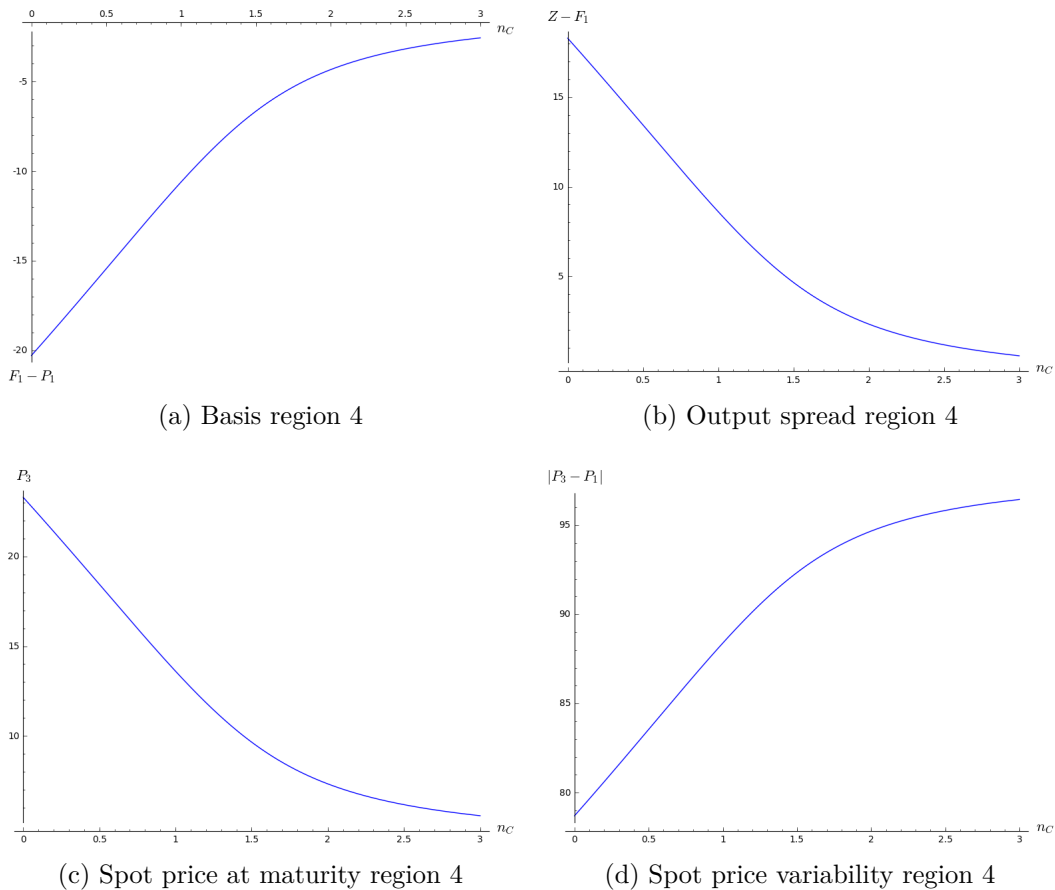 0 0.5 1 1.5 2 2.5 3
n_C
-5
-10
-15
-20
F_1 − P_1
(a) Basis region 4
Z − F_1
15
10
5
0 0.5 1 1.5 2 2.5 3
n_C
(b) Output spread region 4
P_3
20
15
10
0 0.5 1 1.5 2 2.5 3
n_C
(c) Spot price at maturity region 4
|P_3 − P_1|
95
90
85
80
0 0.5 1 1.5 2 2.5 3
n_C
(d) Spot price variability region 4